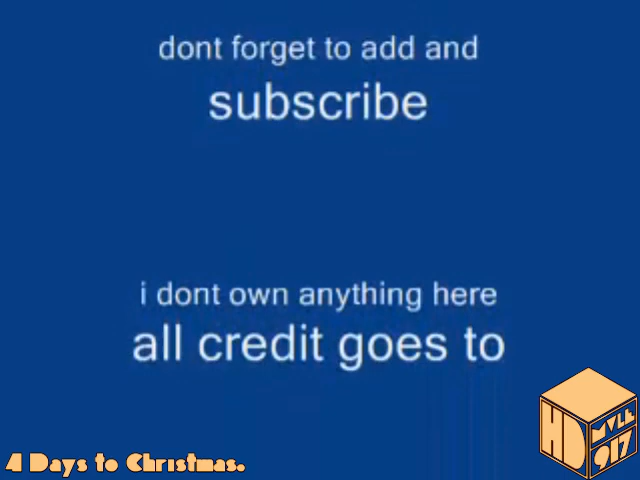 dont forget to add and
subscribe
i dont own anything here
all credit goes to
HD
MVLE
917
4 Days to Christmas.